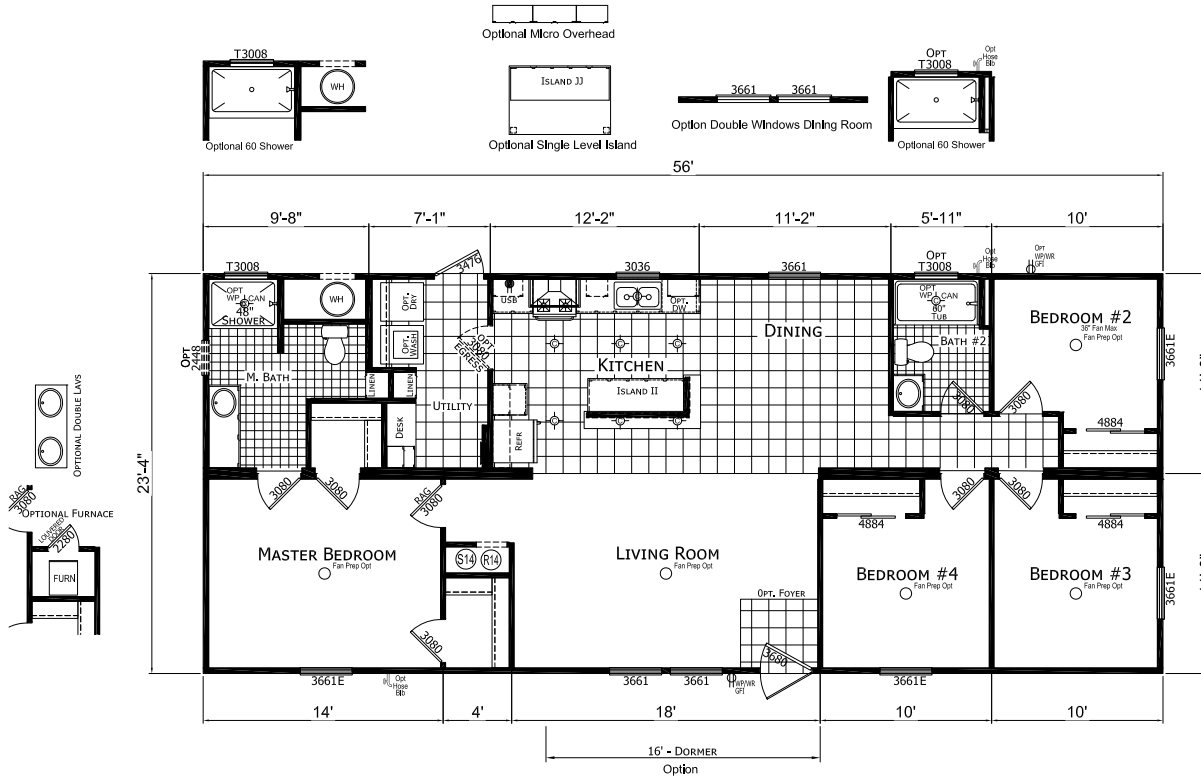 Optional Micro Overhead
T3008
WH
Optional 60 Shower
ISLAND JJ
Optional Single Level Island
3661 3661
Option Double Windows Dining Room
OPT
T3008
Opt
Hose
Bib
Optional 60 Shower
56'
9'-8" 7'-1" 12'-2" 11'-2" 5'-11" 10'
T3008
3476
3036
3661
OPT
T3008
Opt
Hose
Bib
OPT
WP/WR
GFI
OPT
WP LCAN
48"
SHOWER
WH
OPT. DRY
OPT. WASH
USB
OPT. DW.
OPT
3080
T-EGRESS
DINING
OPT
WP LCAN
60"
TUB
BATH #2
BEDROOM #2
36" Fan Max
Fan Prep Opt
3661E
OPT
2448
M. BATH
LINEN
LINEN
UTILITY
DESK
KITCHEN
ISLAND II
REFR
3080
3080
4884
OPTIONAL DOUBLE LAVS
23'-4"
RAG
3080
OPTIONAL FURNACE
LOUVERED
DOOR
2280
FURN
3080
3080
RAG
3080
3080
3080
4884
4884
MASTER BEDROOM
Fan Prep Opt
S14 R14
LIVING ROOM
Fan Prep Opt
BEDROOM #4
Fan Prep Opt
BEDROOM #3
Fan Prep Opt
3661E
OPT. FOYER
3080
3680
3661E
Opt
Hose
Bib
3661 3661
WP/WR
GFI
3661E
14' 4' 18' 10' 10'
16' - DORMER
Option